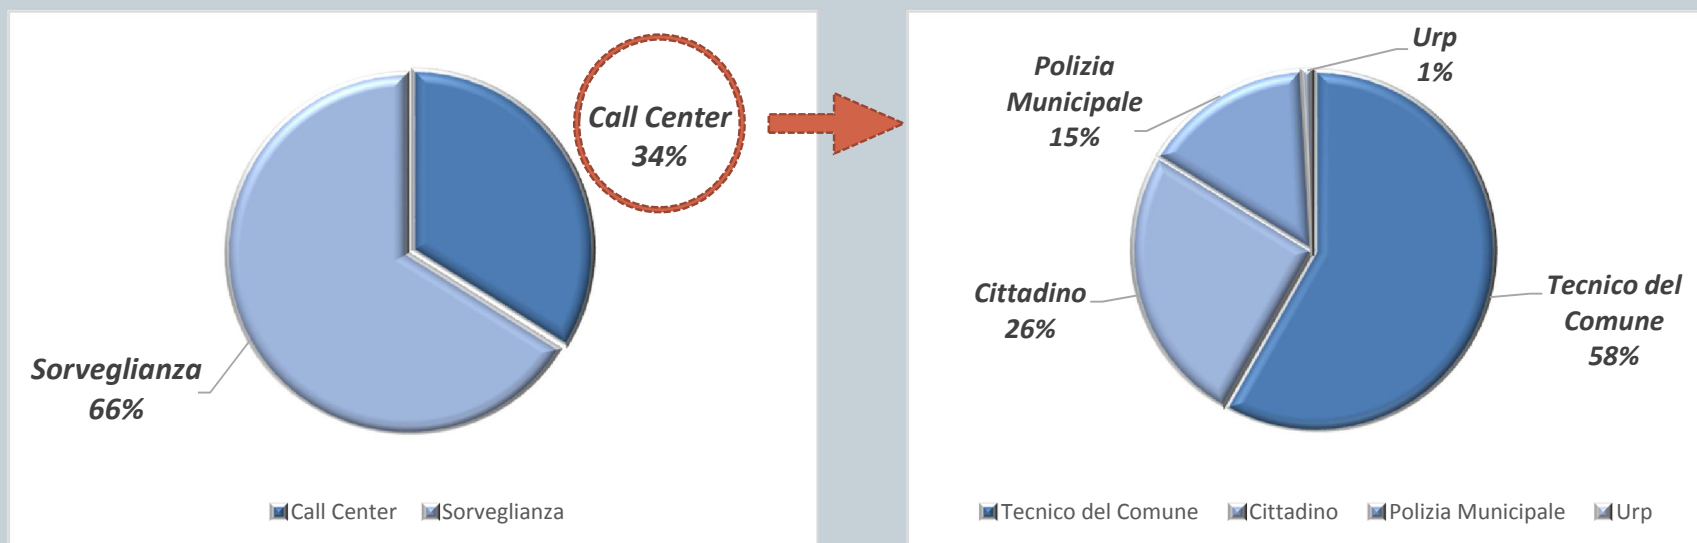 Call Center
34%
Sorveglianza
66%
Call Center
Sorveglianza
Urp
1%
Polizia
Municipale
15%
Cittadino
26%
Tecnico del
Comune
58%
Tecnico del Comune
Cittadino
Polizia Municipale
Urp